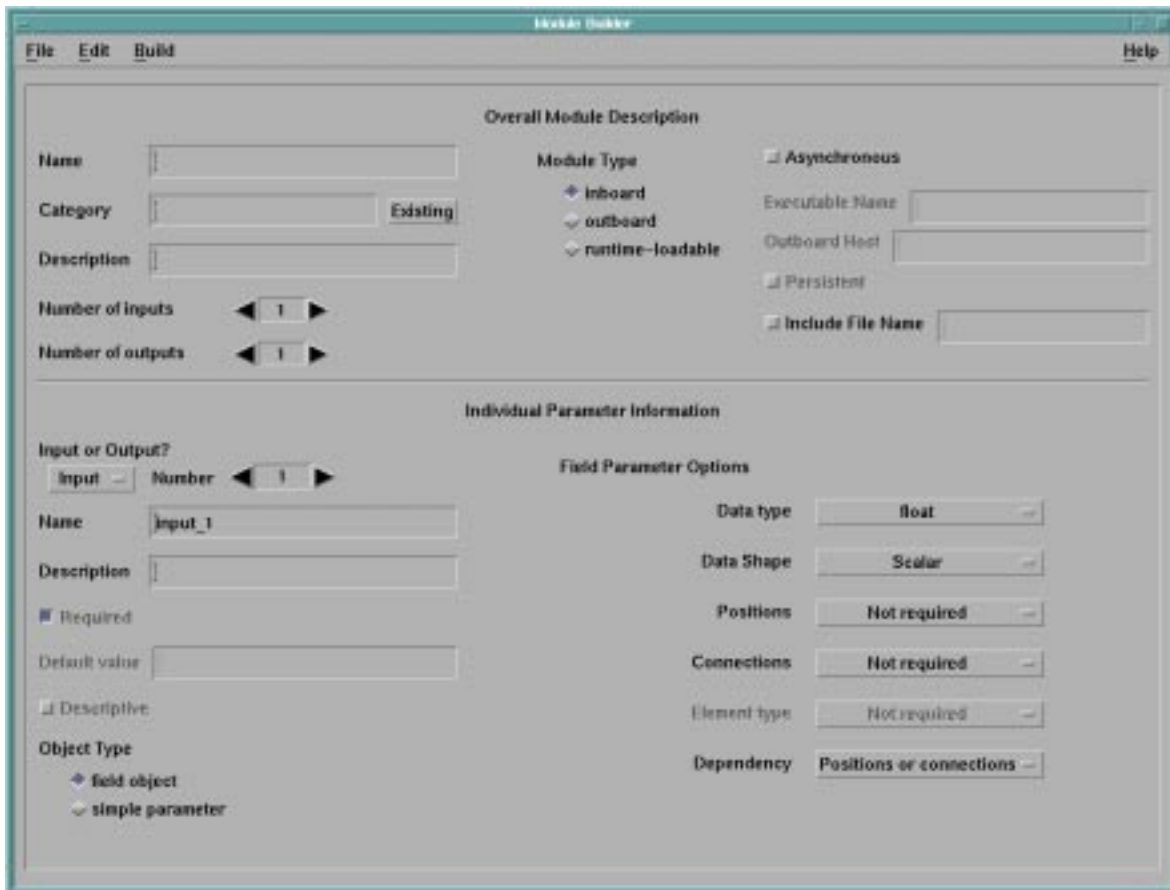 Module Builder
File Edit Build Help
Overall Module Description
Name
Module Type
Asynchronous
inboard
Category
Existing
Executable Name
outboard
Outboard Host
runtime-loadable
Description
Persistent
Number of inputs 1
Include File Name
Number of outputs 1
Individual Parameter Information
Input or Output?
Input Number 1
Field Parameter Options
Name input_1
Data type float
Description
Data Shape Scalar
Required
Positions Not required
Default value
Connections Not required
Descriptive
Element type Not required
Object Type
Dependency Positions or connections
field object
simple parameter